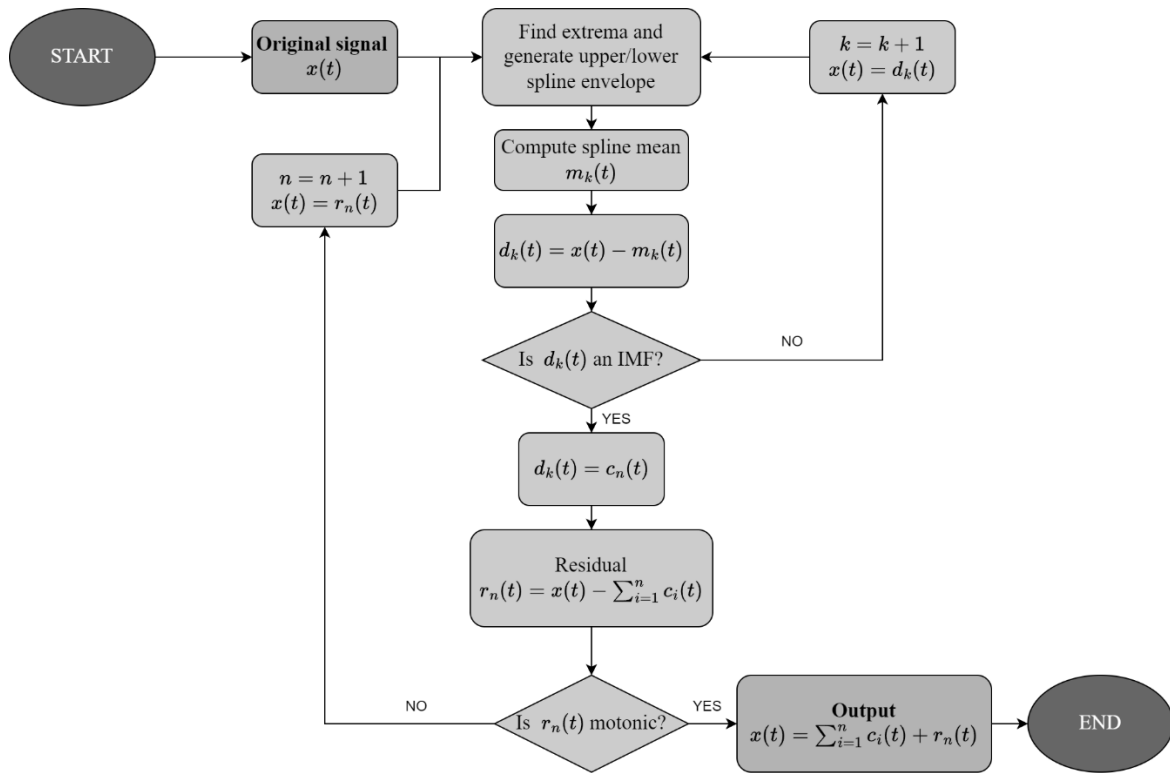 START
Original signal
x(t)
Find extrema and
generate upper/lower
spline envelope
k = k + 1
x(t) = d_k(t)
Compute spline mean
m_k(t)
n = n + 1
x(t) = r_n(t)
d_k(t) = x(t) − m_k(t)
Is d_k(t) an IMF?
NO
YES
d_k(t) = c_n(t)
Residual
r_n(t) = x(t) − ∑_{i=1}^{n} c_i(t)
Is r_n(t) motonic?
NO
YES
Output
x(t) = ∑_{i=1}^{n} c_i(t) + r_n(t)
END